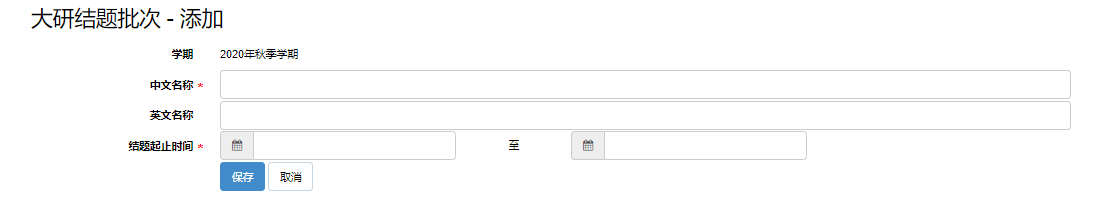 大研结题批次 - 添加
学期 2020年秋季学期
中文名称 *
英文名称
结题起止时间 * 至
保存 取消